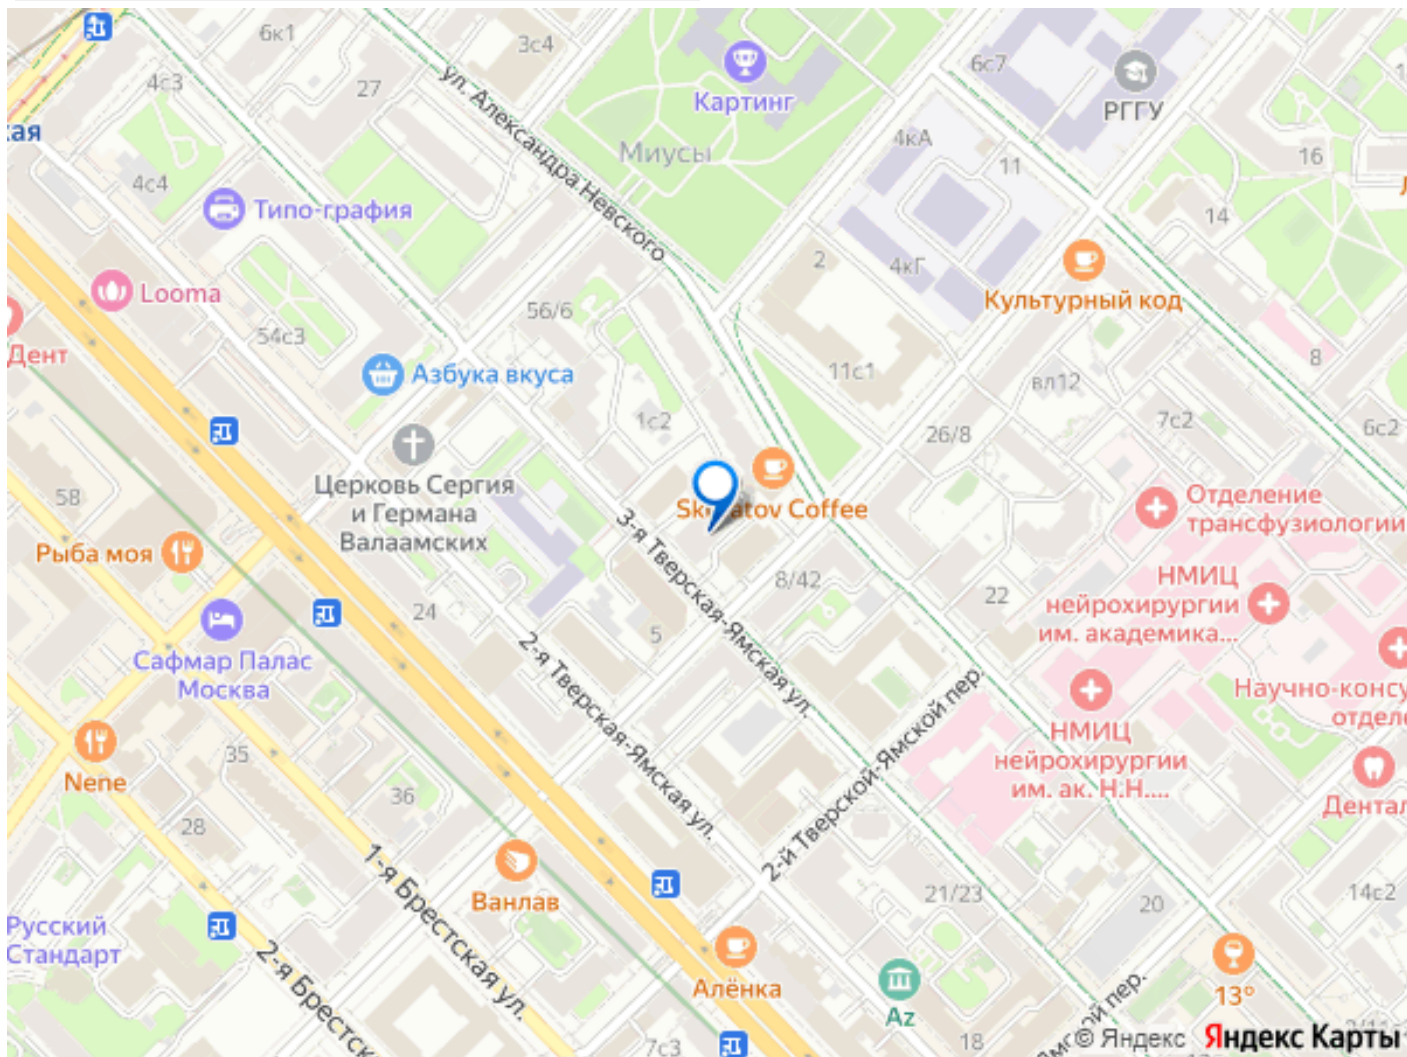 6к1
3с4
4с3
27
ул. Александра Невского
Картинг
6с7
РГГУ
кая
Миусы
4кА
11
16
4с4
Типо-графия
14
2
4кГ
Looma
Культурный код
56/6
54с3
Дент
Азбука вкуса
11с1
вл12
8
1с2
26/8
7с2
6с2
Церковь Сергия
и Германа
Валаамских
58
Рыба моя
3-я Тверская-Ямская ул.
Coffee
Отделение
трансфузиологии
НМИЦ
нейрохирургии
им. академика...
8/42
22
24
5
Сафмар Палас
Москва
2-я Тверская-Ямская ул.
2-й Тверской-Ямской пер.
Научно-консу
отдел
НМИЦ
нейрохирургии
им. ак. Н.Н....
Nene
35
36
28
Дентал
1-я Брестская ул.
Ванлав
21/23
20
14с2
Русский
Стандарт
2-я Брестск
Алёнка
Az
13°
18
7с3
мской пер.
© Яндекс Яндекс Карты